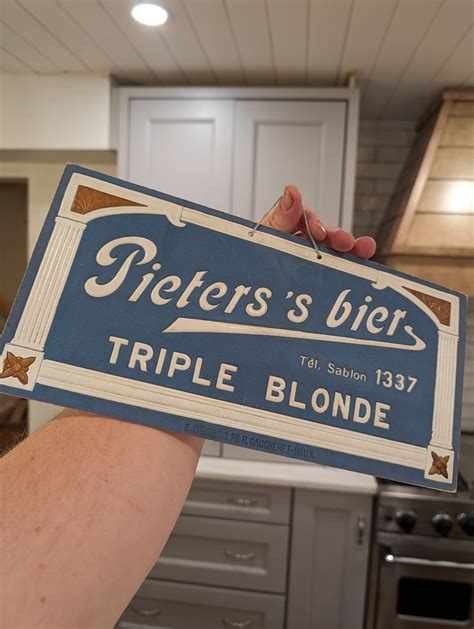 Pieters's bier
Tél. Sablon 1337
TRIPLE BLONDE